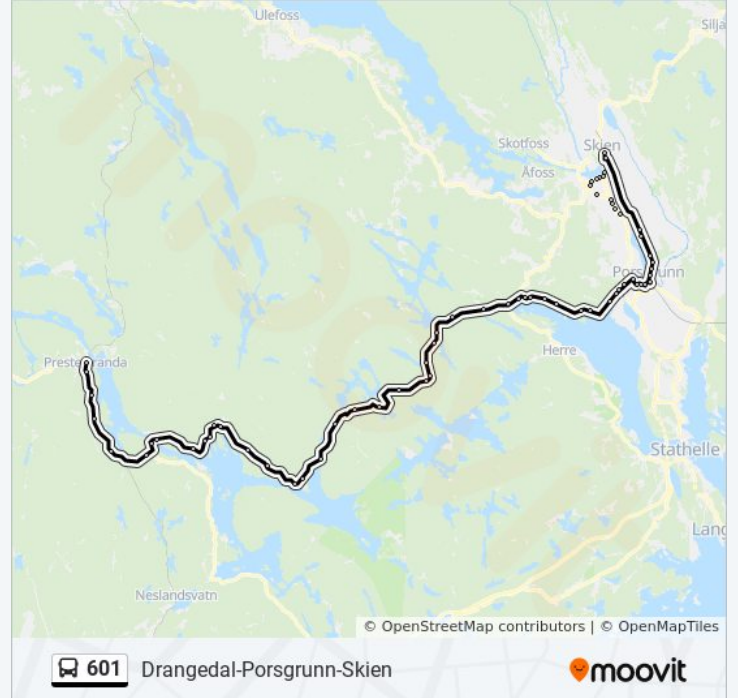 Ulefoss
Silja
Skotfoss
Skien
Åfoss
Porsgrunn
Prestestranda
Herre
Stathelle
Lang
Neslandsvatn
© OpenStreetMap contributors | © OpenMapTiles
601 Drangedal-Porsgrunn-Skien
moovit